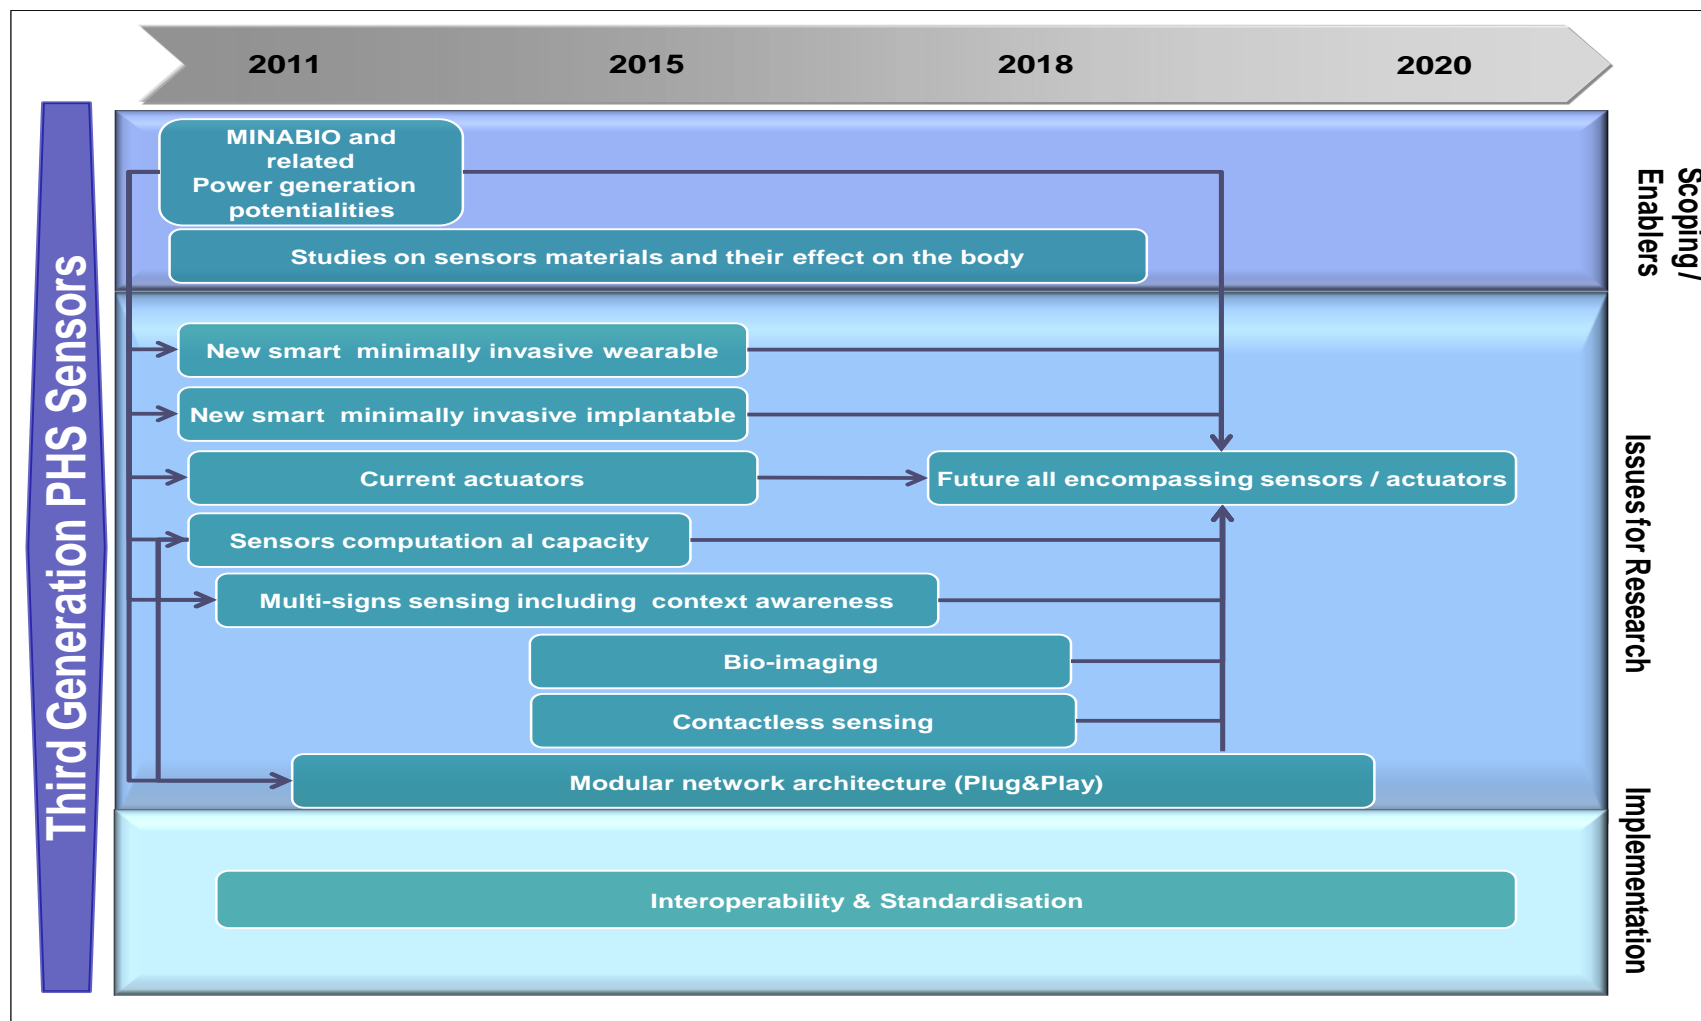 2011 2015 2018 2020
Third Generation PHS Sensors
MINABIO and
related
Power generation
potentialities
Studies on sensors materials and their effect on the body
Scoping /
Enablers
New smart minimally invasive wearable
New smart minimally invasive implantable
Current actuators
Future all encompassing sensors / actuators
Sensors computation al capacity
Multi-signs sensing including context awareness
Bio-imaging
Contactless sensing
Modular network architecture (Plug&Play)
Issues for Research
Interoperability & Standardisation
Implementation